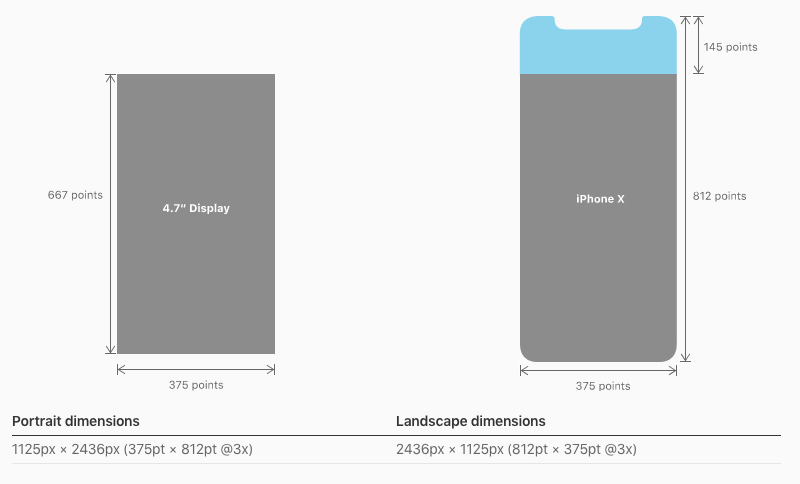 145 points
667 points
4.7” Display
iPhone X
812 points
375 points
375 points
Portrait dimensions
Landscape dimensions
1125px × 2436px (375pt × 812pt @3x)
2436px × 1125px (812pt × 375pt @3x)